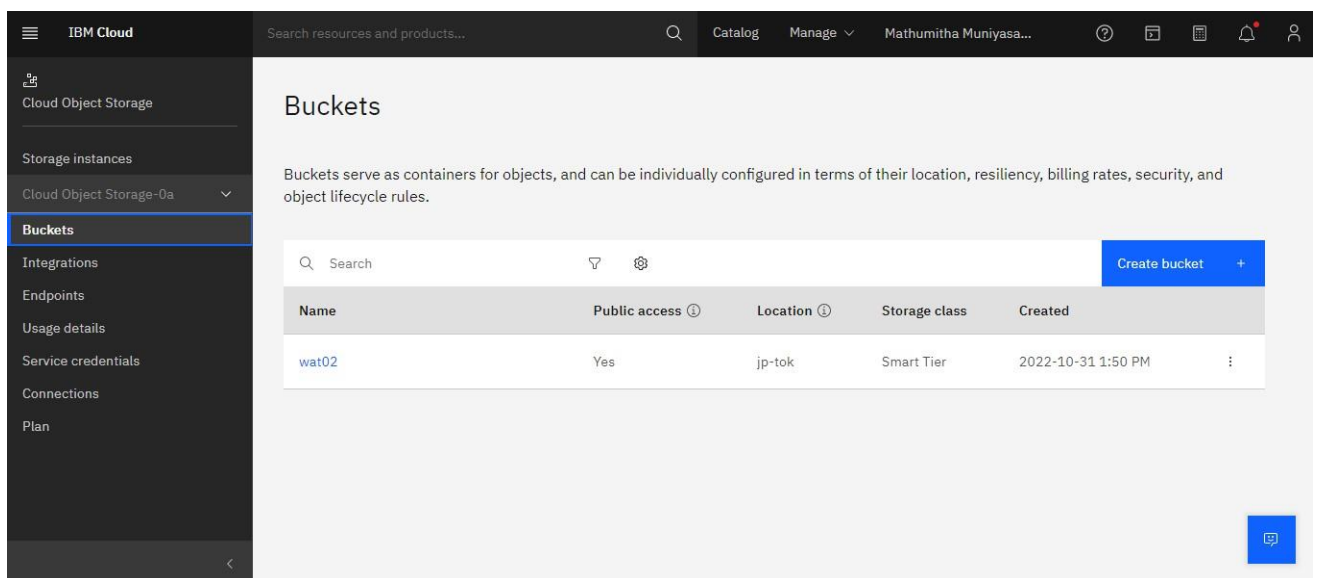 IBM Cloud
Search resources and products...
Catalog
Manage
Mathumitha Muniyasa...
Cloud Object Storage
Storage instances
Cloud Object Storage-0a
Buckets
Integrations
Endpoints
Usage details
Service credentials
Connections
Plan
Buckets
Buckets serve as containers for objects, and can be individually configured in terms of their location, resiliency, billing rates, security, and
object lifecycle rules.
Search
Create bucket +
Name Public access Location Storage class Created
wat02 Yes jp-tok Smart Tier 2022-10-31 1:50 PM